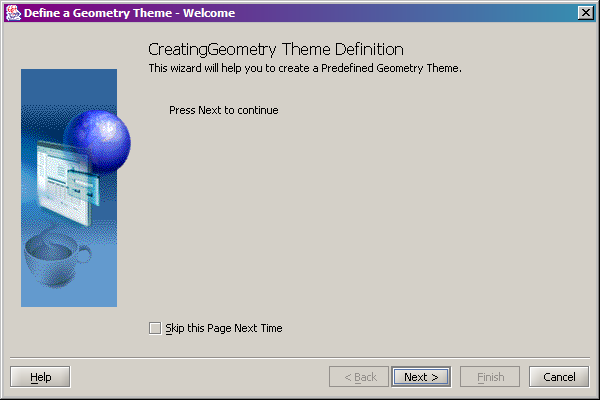 Define a Geometry Theme - Welcome
CreatingGeometry Theme Definition
This wizard will help you to create a Predefined Geometry Theme.
Press Next to continue
Skip this Page Next Time
Help
< Back
Next >
Finish
Cancel